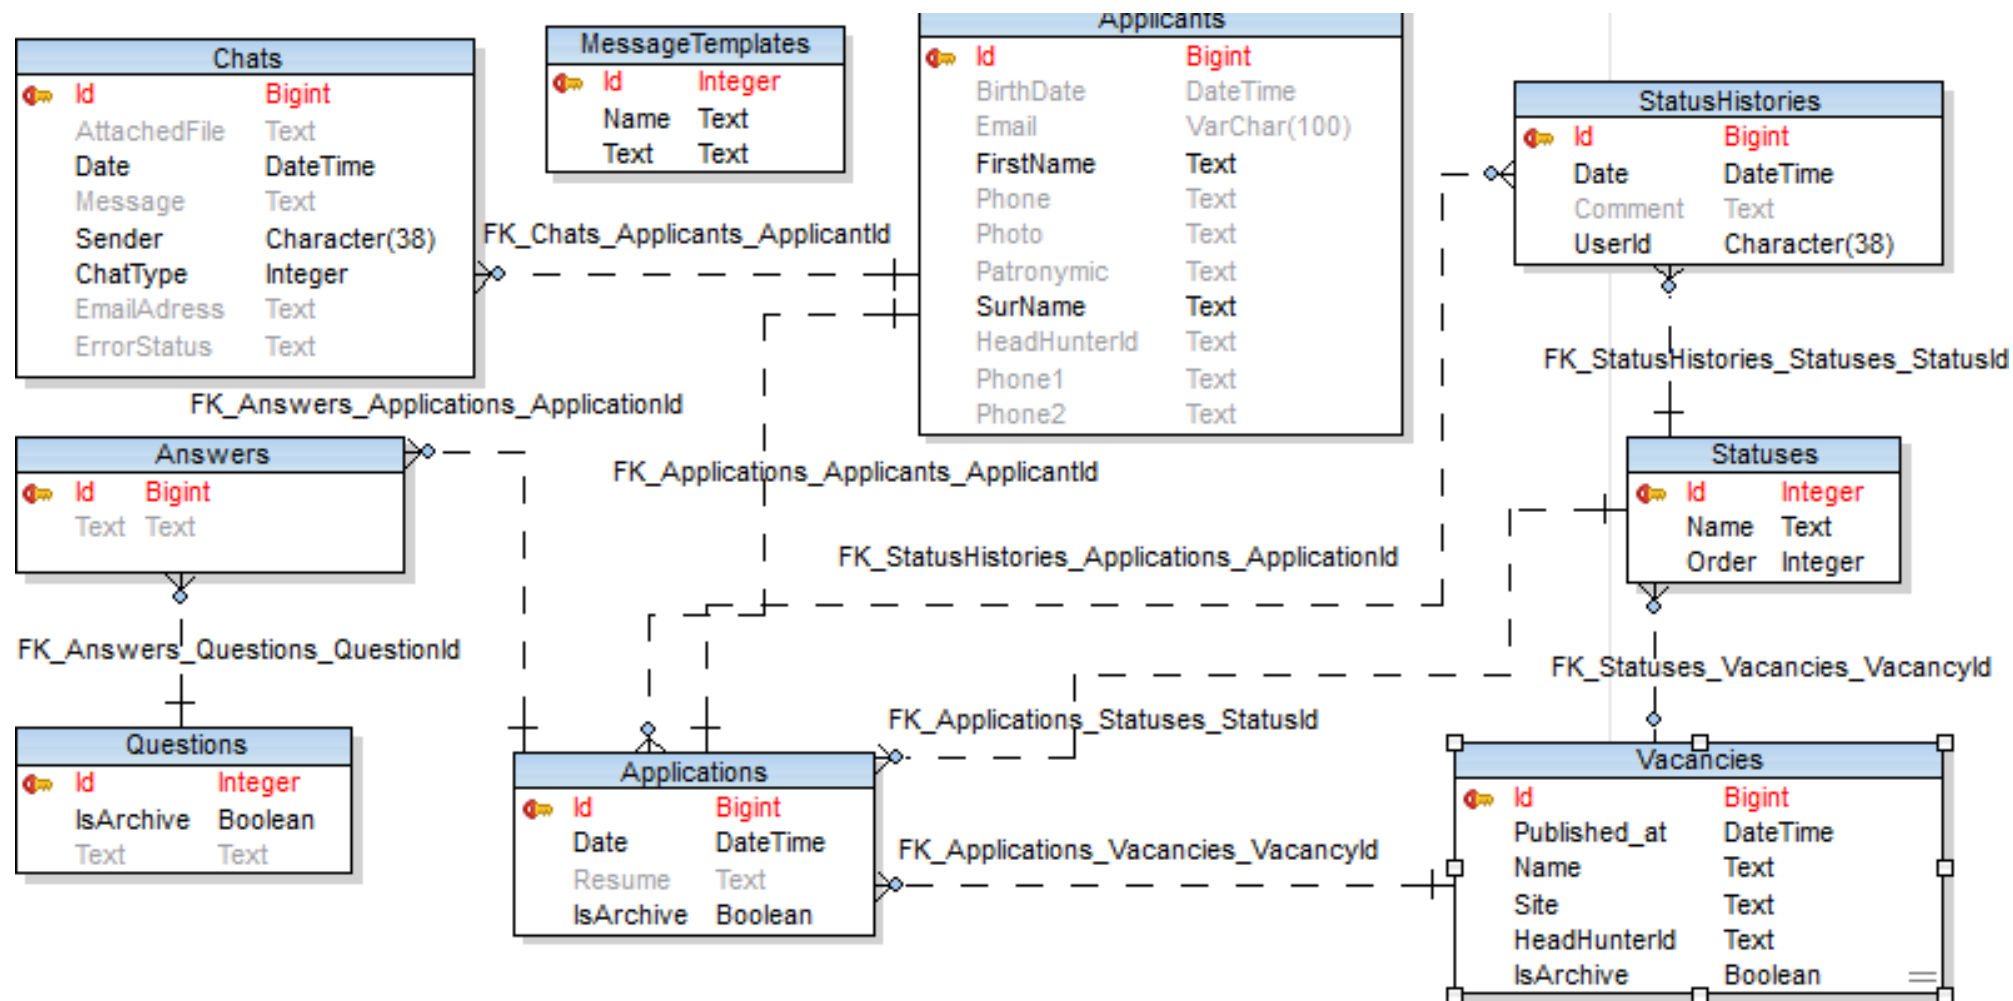 Chats
Id Bigint
AttachedFile Text
Date DateTime
Message Text
Sender Character(38)
ChatType Integer
EmailAdress Text
ErrorStatus Text
MessageTemplates
Id Integer
Name Text
Text Text
Applicants
Id Bigint
BirthDate DateTime
Email VarChar(100)
FirstName Text
Phone Text
Photo Text
Patronymic Text
SurName Text
HeadHunterId Text
Phone1 Text
Phone2 Text
StatusHistories
Id Bigint
Date DateTime
Comment Text
UserId Character(38)
FK_Chats_Applicants_ApplicantId
FK_StatusHistories_Statuses_StatusId
FK_Answers_Applications_ApplicationId
Answers
Id Bigint
Text Text
FK_Applications_Applicants_ApplicantId
Statuses
Id Integer
Name Text
Order Integer
FK_StatusHistories_Applications_ApplicationId
FK_Answers_Questions_QuestionId
FK_Statuses_Vacancies_VacancyId
FK_Applications_Statuses_StatusId
Questions
Id Integer
IsArchive Boolean
Text Text
Applications
Id Bigint
Date DateTime
Resume Text
IsArchive Boolean
FK_Applications_Vacancies_VacancyId
Vacancies
Id Bigint
Published_at DateTime
Name Text
Site Text
HeadHunterId Text
IsArchive Boolean